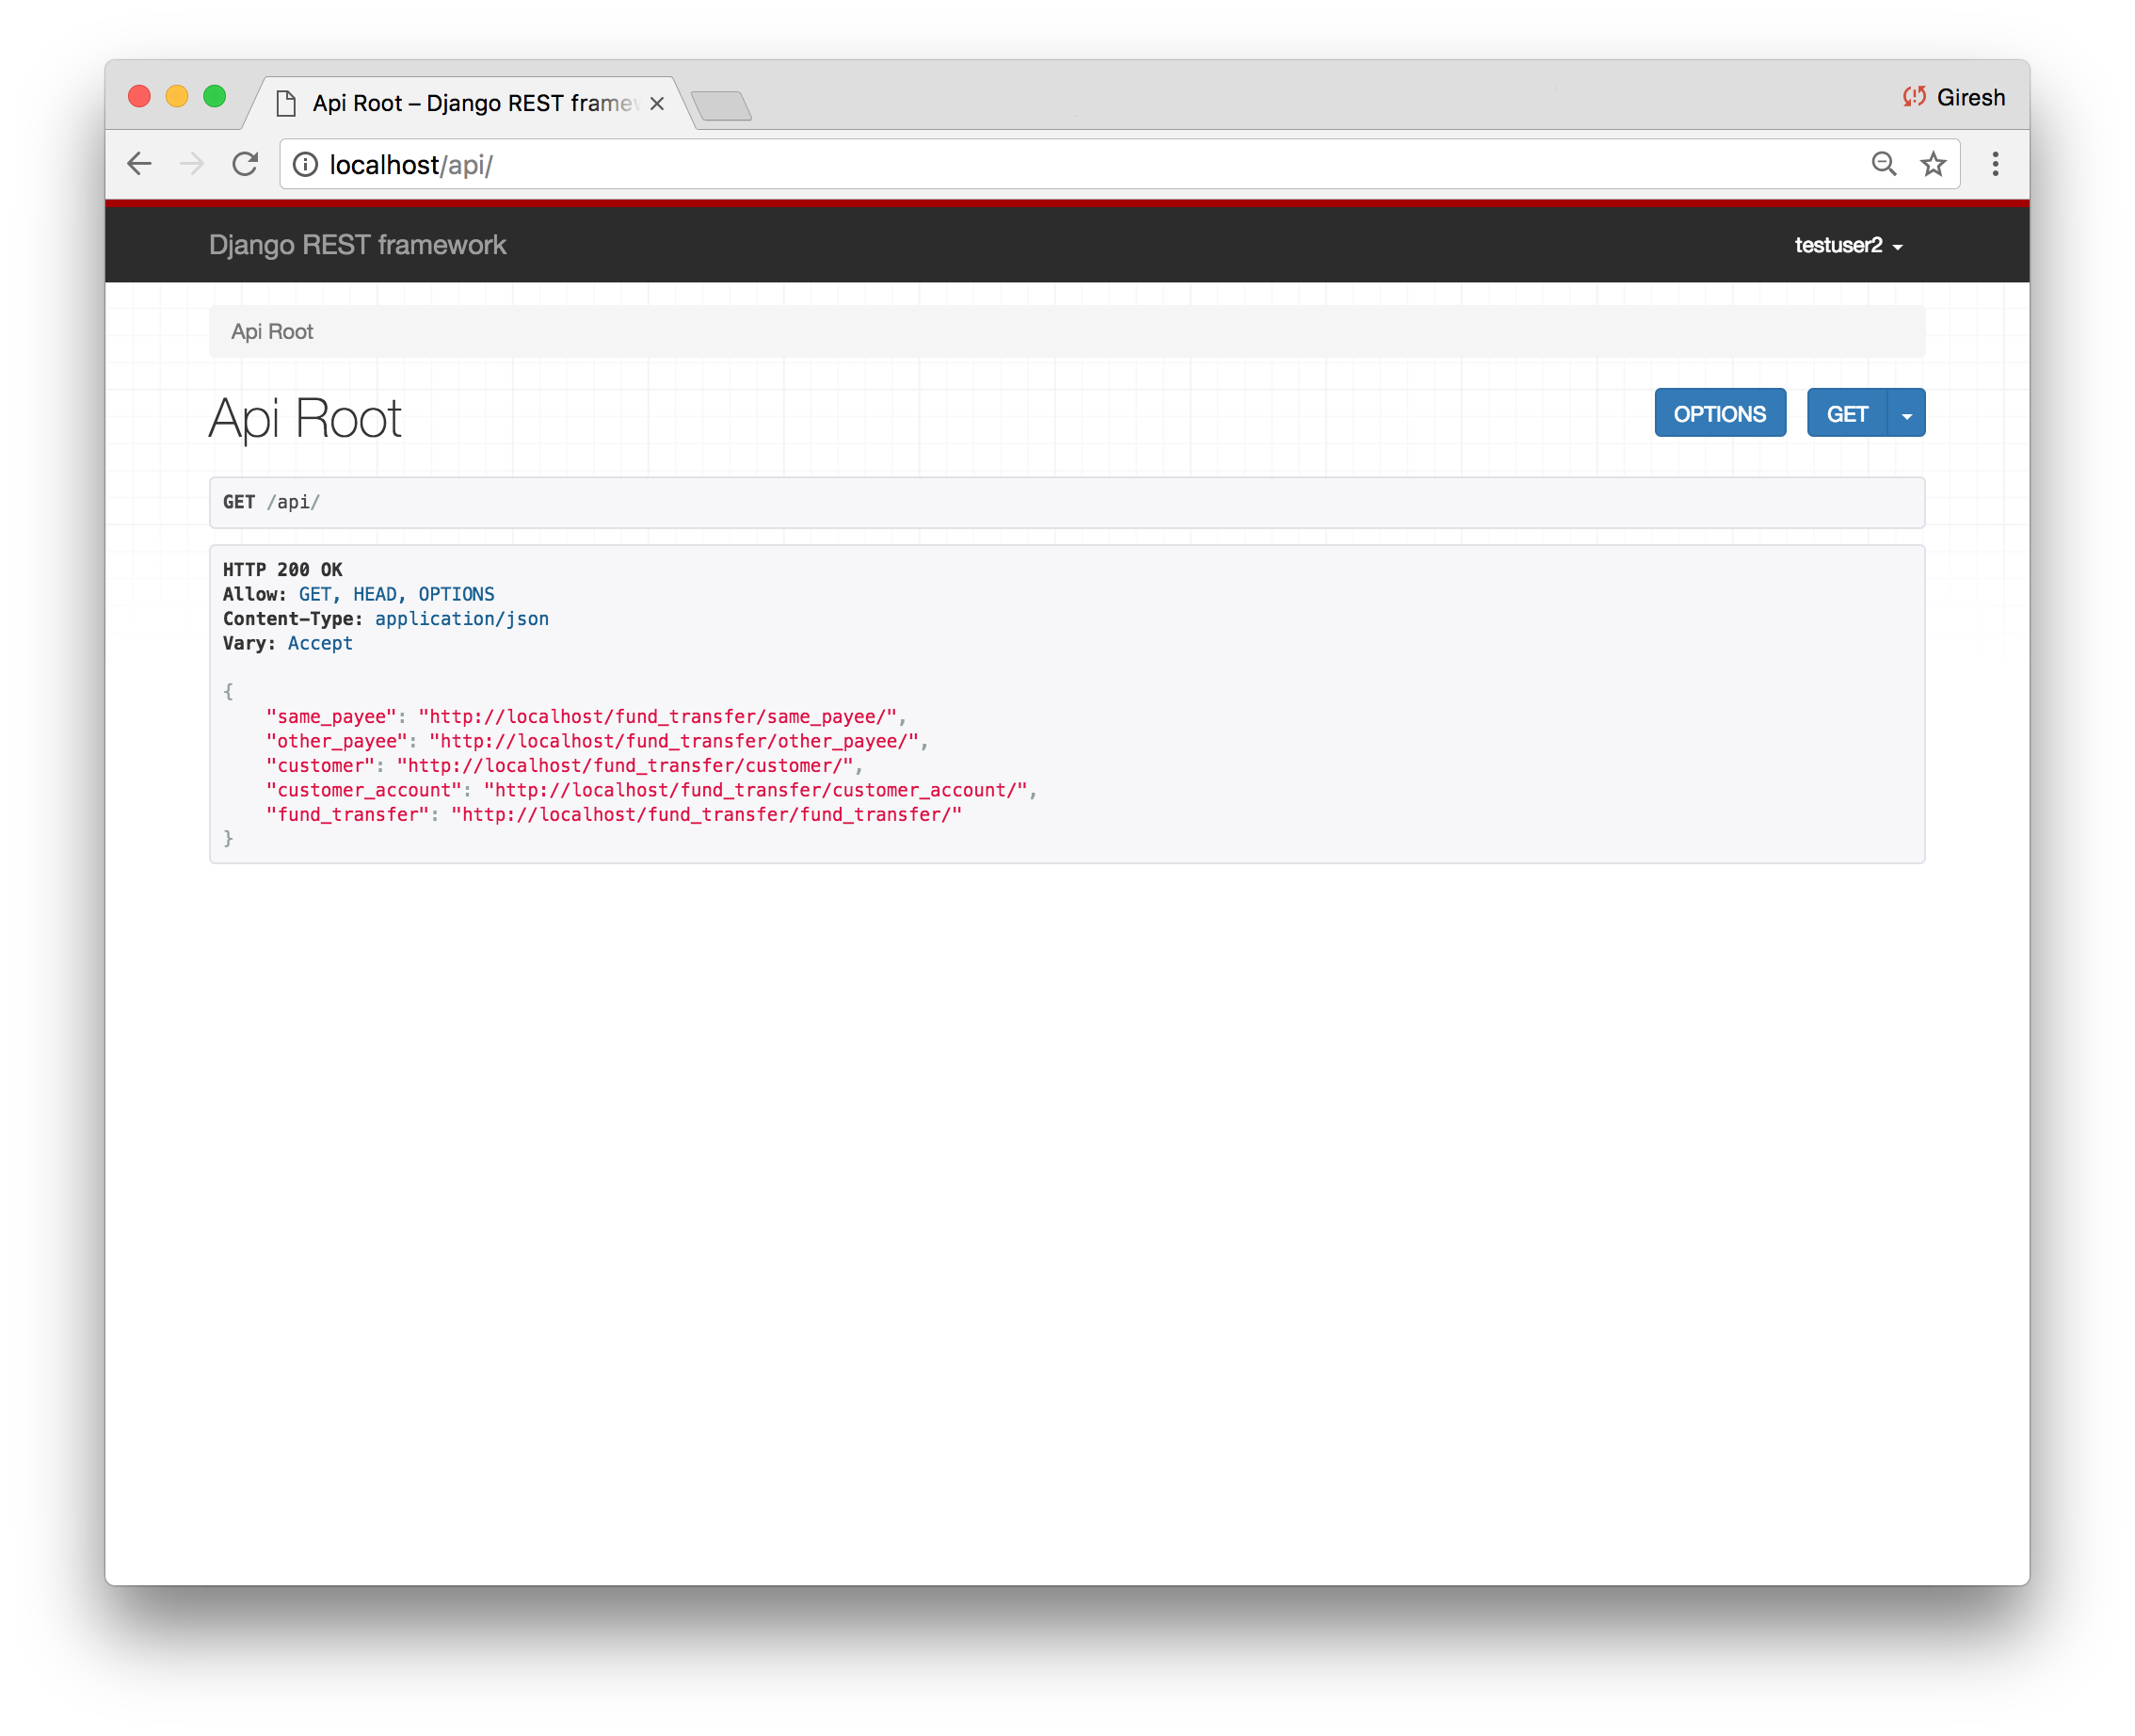 Api Root – Django REST framew
Giresh
localhost/api/
Django REST framework
testuser2
Api Root
Api Root
OPTIONS
GET
GET /api/
HTTP 200 OK
Allow: GET, HEAD, OPTIONS
Content-Type: application/json
Vary: Accept
{
    "same_payee": "http://localhost/fund_transfer/same_payee/",
    "other_payee": "http://localhost/fund_transfer/other_payee/",
    "customer": "http://localhost/fund_transfer/customer/",
    "customer_account": "http://localhost/fund_transfer/customer_account/",
    "fund_transfer": "http://localhost/fund_transfer/fund_transfer/"
}